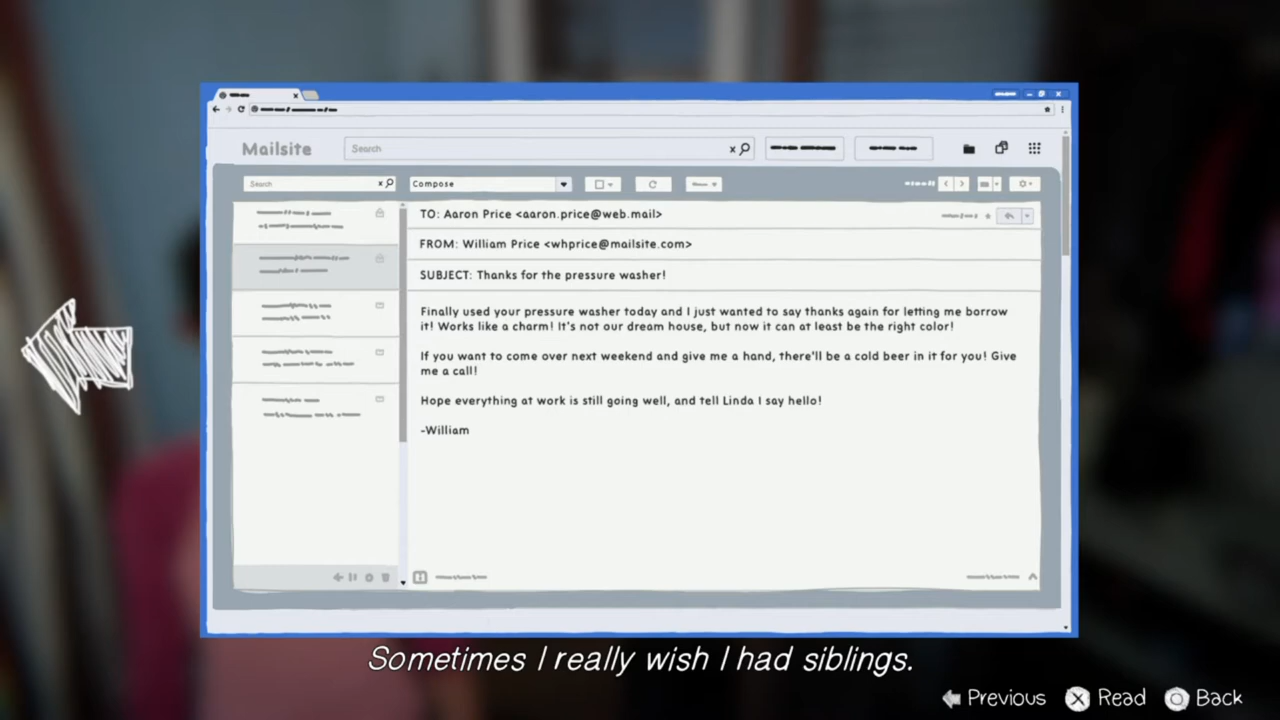 Mailsite
Search
x
Search
x
Compose
TO: Aaron Price <aaron.price@web.mail>
FROM: William Price <whprice@mailsite.com>
SUBJECT: Thanks for the pressure washer!
Finally used your pressure washer today and I just wanted to say thanks again for letting me borrow
it! Works like a charm! It's not our dream house, but now it can at least be the right color!
If you want to come over next weekend and give me a hand, there'll be a cold beer in it for you! Give
me a call!
Hope everything at work is still going well, and tell Linda I say hello!
-William
Sometimes I really wish I had siblings.
Previous
Read
Back